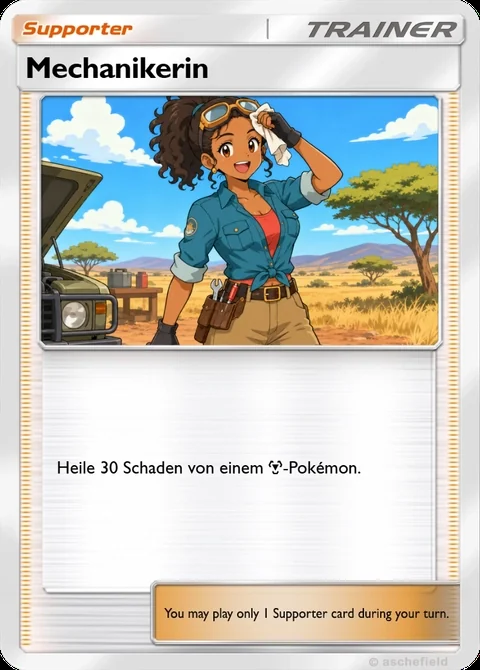 Supporter
TRAINER
Mechanikerin
Heile 30 Schaden von einem -Pokémon.
You may play only 1 Supporter card during your turn.
© aschefield